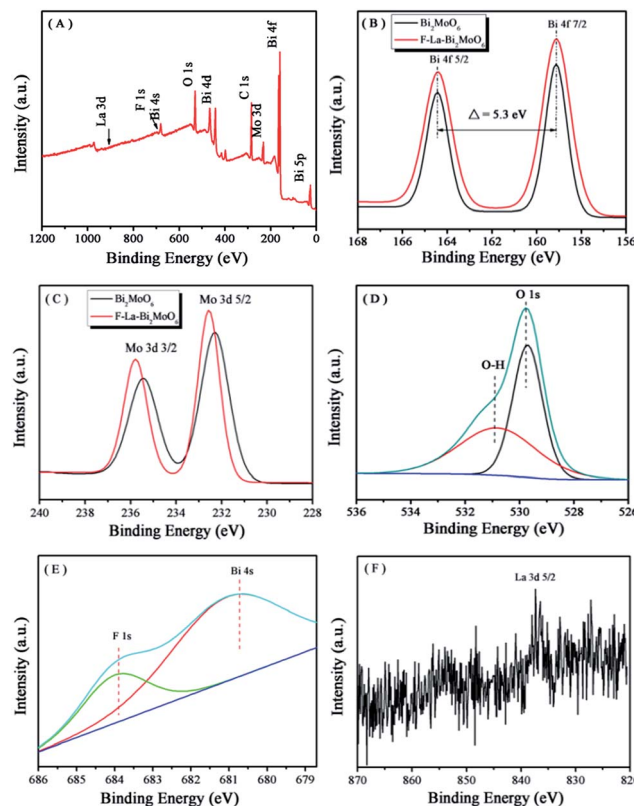 ( A )
Intensity (a.u.)
La 3d
F 1s
Bi 4s
O 1s
Bi 4d
C 1s
Mo 3d
Bi 4f
Bi 5p
1200 1000 800 600 400 200 0
Binding Energy (eV)
( B )
Bi₂MoO₆
F-La-Bi₂MoO₆
Bi 4f 5/2
Bi 4f 7/2
△ = 5.3 eV
Intensity (a.u.)
168 166 164 162 160 158 156
Binding Energy (eV)
( C )
Bi₂MoO₆
F-La-Bi₂MoO₆
Mo 3d 5/2
Mo 3d 3/2
Intensity (a.u.)
240 238 236 234 232 230 228
Binding Energy (eV)
( D )
O 1s
O-H
Intensity (a.u.)
536 534 532 530 528 526
Binding Energy (eV)
( E )
Bi 4s
F 1s
Intensity (a.u.)
686 685 684 683 682 681 680 679
Binding Energy (eV)
( F )
La 3d 5/2
Intensity (a.u.)
870 860 850 840 830 820
Binding Energy (eV)